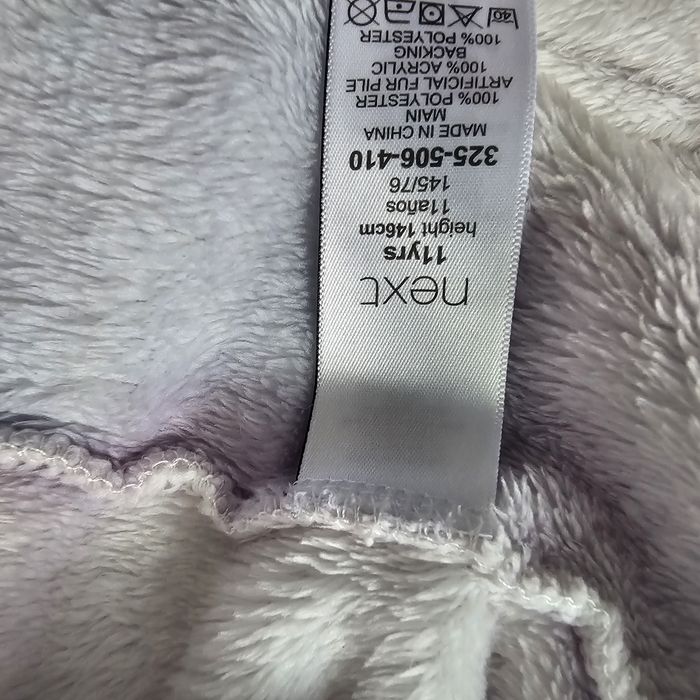 next
11yrs
height 146cm
11años
145/76
325-506-410
MADE IN CHINA
MAIN
100% POLYESTER
ARTIFICIAL FUR PILE
100% ACRYLIC
BACKING
100% POLYESTER
40